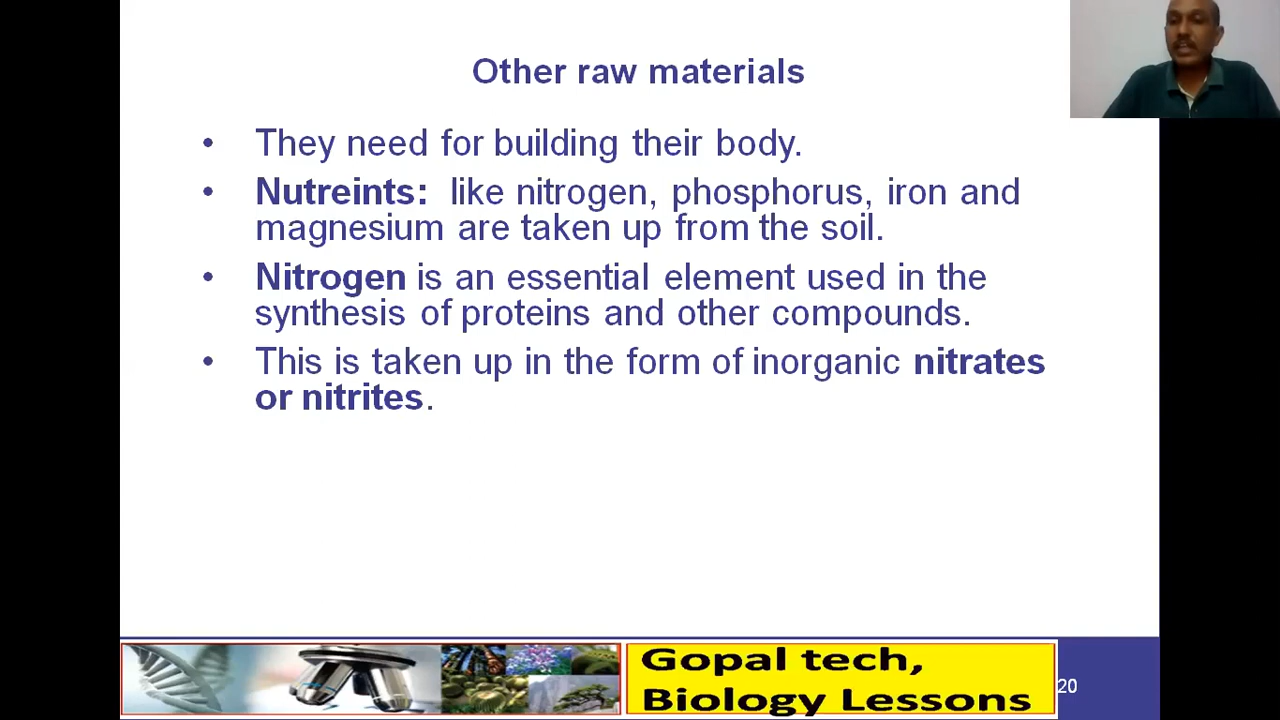 Other raw materials
• They need for building their body.
• Nutreints: like nitrogen, phosphorus, iron and
magnesium are taken up from the soil.
• Nitrogen is an essential element used in the
synthesis of proteins and other compounds.
• This is taken up in the form of inorganic nitrates
or nitrites.
Gopal tech,
Biology Lessons
20